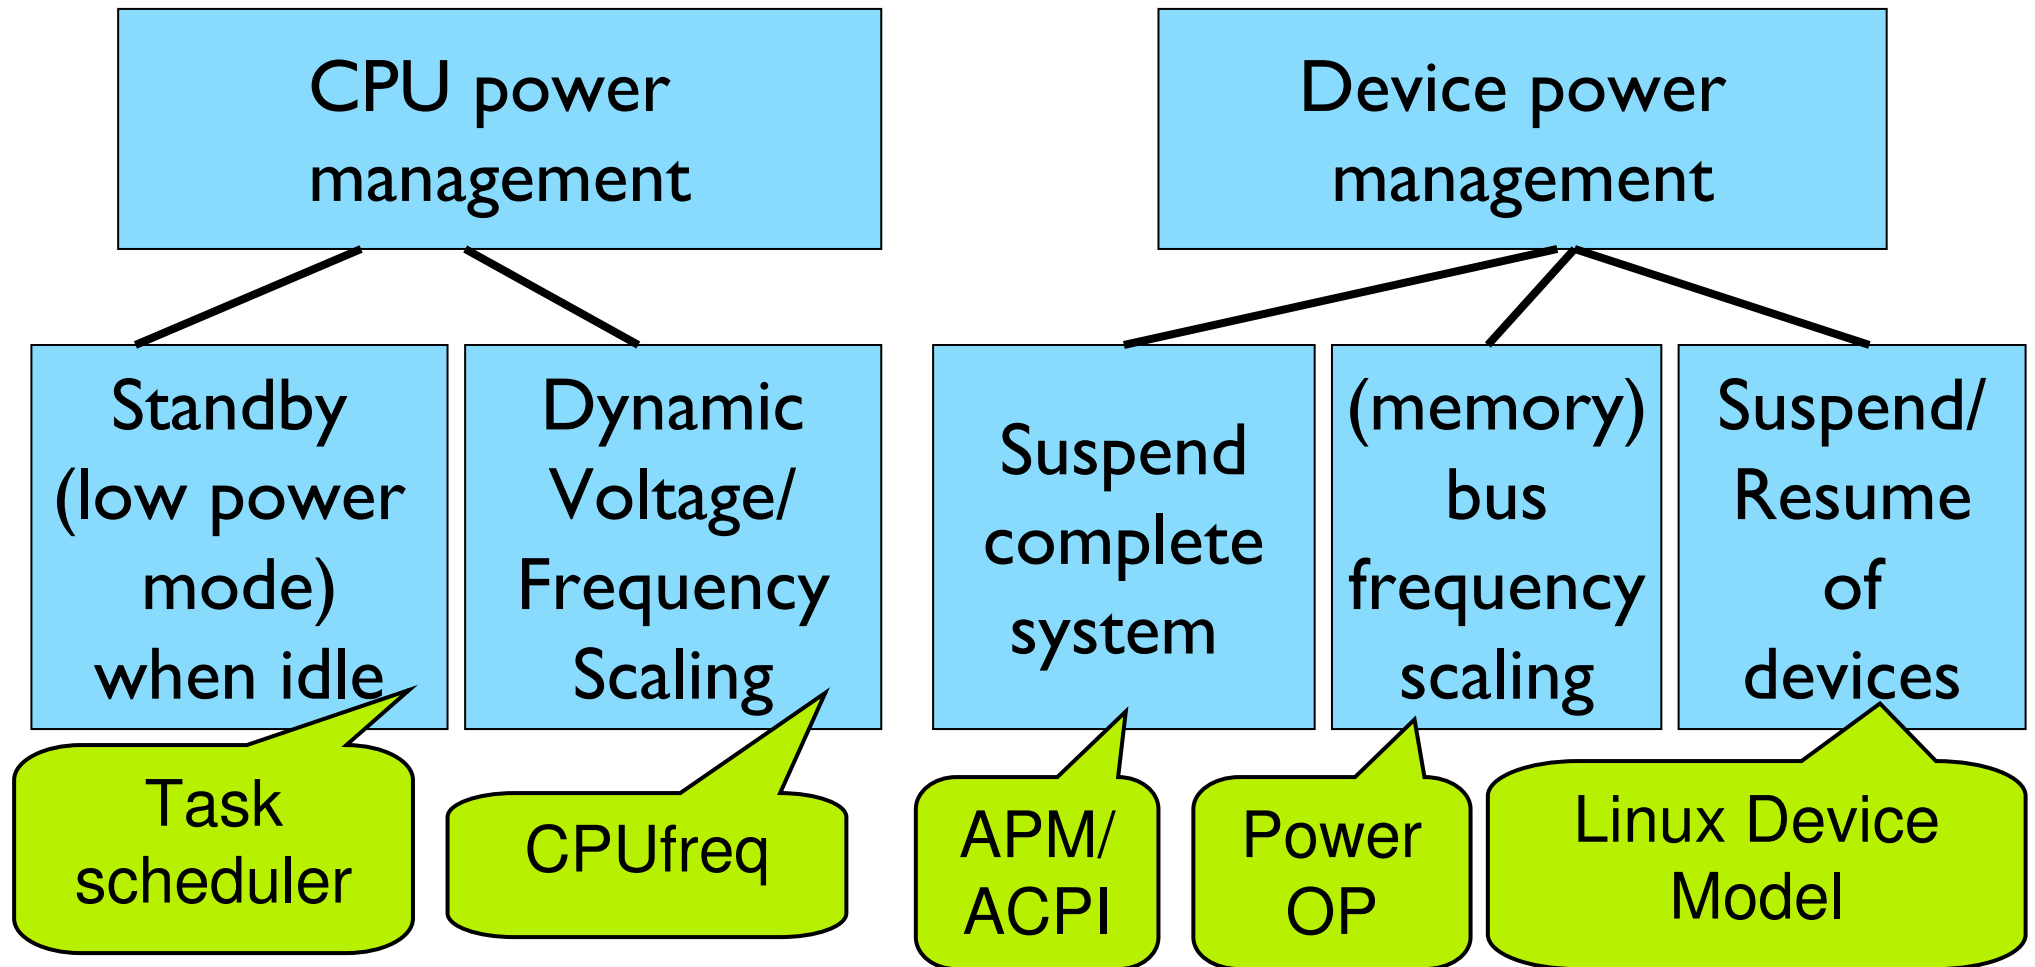 CPU power
management
Device power
management
Standby
(low power
mode)
when idle
Dynamic
Voltage/
Frequency
Scaling
Suspend
complete
system
(memory)
bus
frequency
scaling
Suspend/
Resume
of
devices
Task
scheduler
CPUfreq
APM/
ACPI
Power
OP
Linux Device
Model